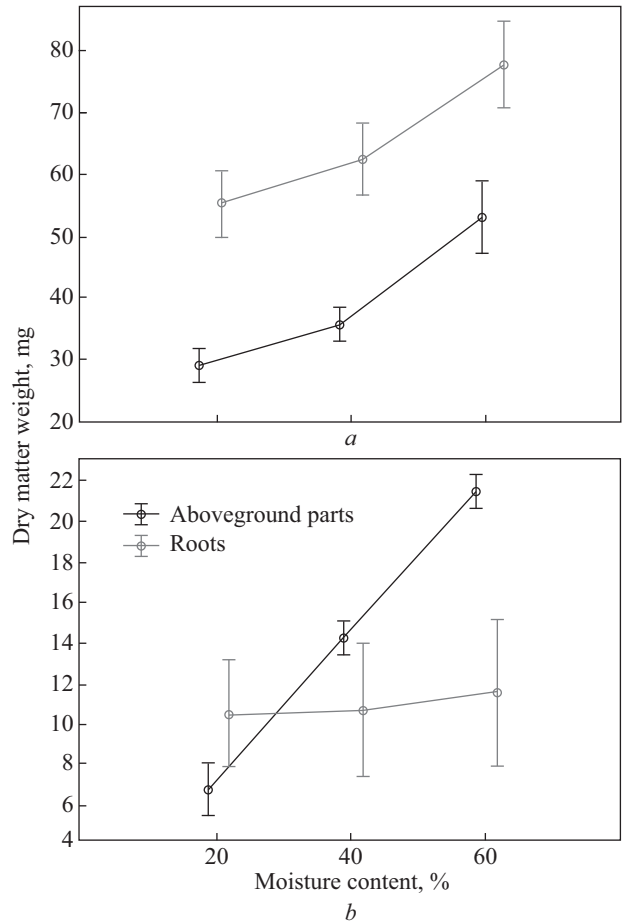 Dry matter weight, mg
80
70
60
50
40
30
20
a
22
20
18
16
14
12
10
8
6
4
Aboveground parts
Roots
20 40 60
Moisture content, %
b